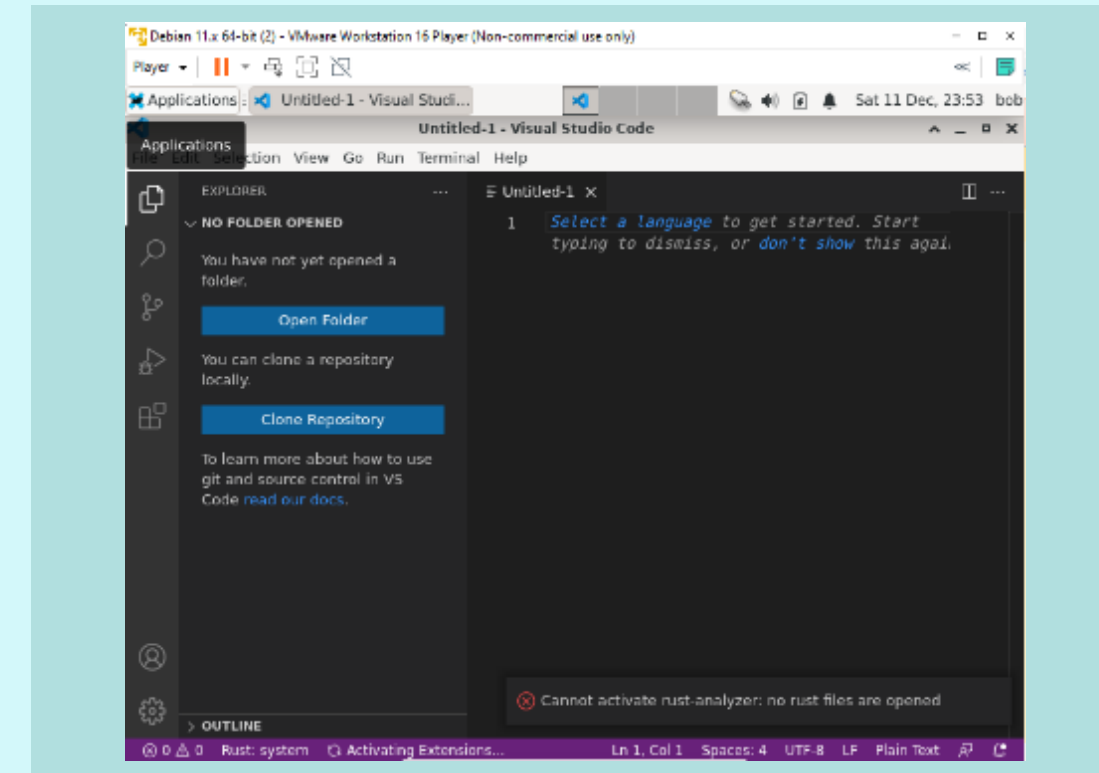 Debian 11.x 64-bit (2) - VMware Workstation 16 Player (Non-commercial use only)
Player
Applications
Untitled-1 - Visual Studi...
Sat 11 Dec, 23:53 bob
Untitled-1 - Visual Studio Code
Applications
File Edit Selection View Go Run Terminal Help
EXPLORER
Untitled-1
NO FOLDER OPENED
1 Select a language to get started. Start
typing to dismiss, or don't show this agai
You have not yet opened a
folder.
Open Folder
You can clone a repository
locally.
Clone Repository
To learn more about how to use
git and source control in VS
Code read our docs.
Cannot activate rust-analyzer: no rust files are opened
OUTLINE
0 0 Rust: system Activating Extensions... Ln 1, Col 1 Spaces: 4 UTF-8 LF Plain Text